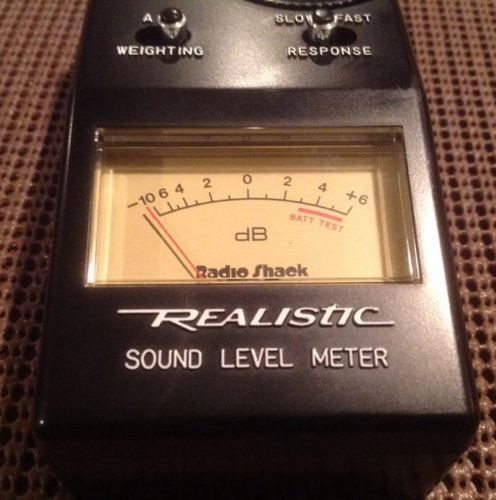 A
SLOW FAST
WEIGHTING
RESPONSE
-10 6 4 2 0 2 4 +6
BATT TEST
dB
Radio Shack
REALISTIC
SOUND LEVEL METER